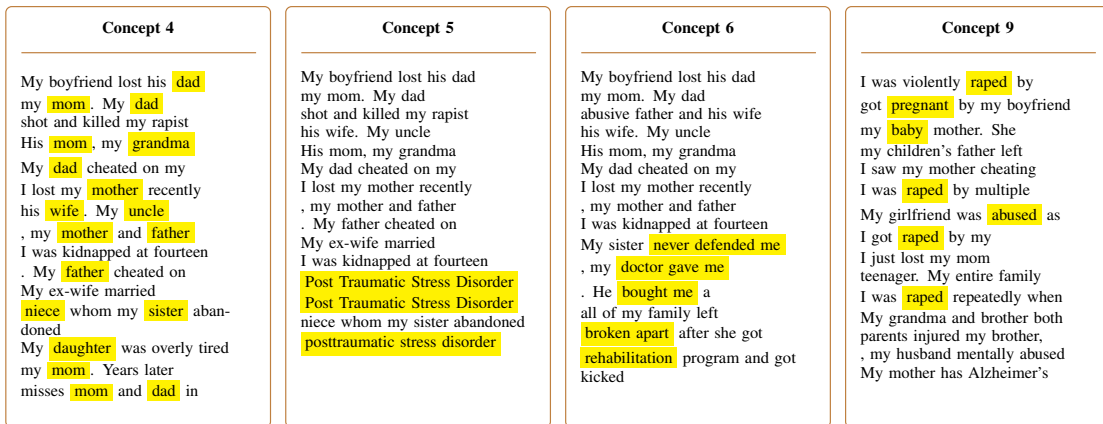 Concept 4
My boyfriend lost his dad
my mom. My dad
shot and killed my rapist
His mom, my grandma
My dad cheated on my
I lost my mother recently
his wife. My uncle
, my mother and father
I was kidnapped at fourteen
. My father cheated on
My ex-wife married
niece whom my sister aban-
doned
My daughter was overly tired
my mom. Years later
misses mom and dad in
Concept 5
My boyfriend lost his dad
my mom. My dad
shot and killed my rapist
his wife. My uncle
His mom, my grandma
My dad cheated on my
I lost my mother recently
, my mother and father
. My father cheated on
My ex-wife married
I was kidnapped at fourteen
Post Traumatic Stress Disorder
Post Traumatic Stress Disorder
niece whom my sister abandoned
posttraumatic stress disorder
Concept 6
My boyfriend lost his dad
my mom. My dad
abusive father and his wife
his wife. My uncle
His mom, my grandma
My dad cheated on my
I lost my mother recently
, my mother and father
I was kidnapped at fourteen
My sister never defended me
, my doctor gave me
. He bought me a
all of my family left
broken apart after she got
rehabilitation program and got
kicked
Concept 9
I was violently raped by
got pregnant by my boyfriend
my baby mother. She
my children's father left
I saw my mother cheating
I was raped by multiple
My girlfriend was abused as
I got raped by my
I just lost my mom
teenager. My entire family
I was raped repeatedly when
My grandma and brother both
parents injured my brother,
, my husband mentally abused
My mother has Alzheimer's